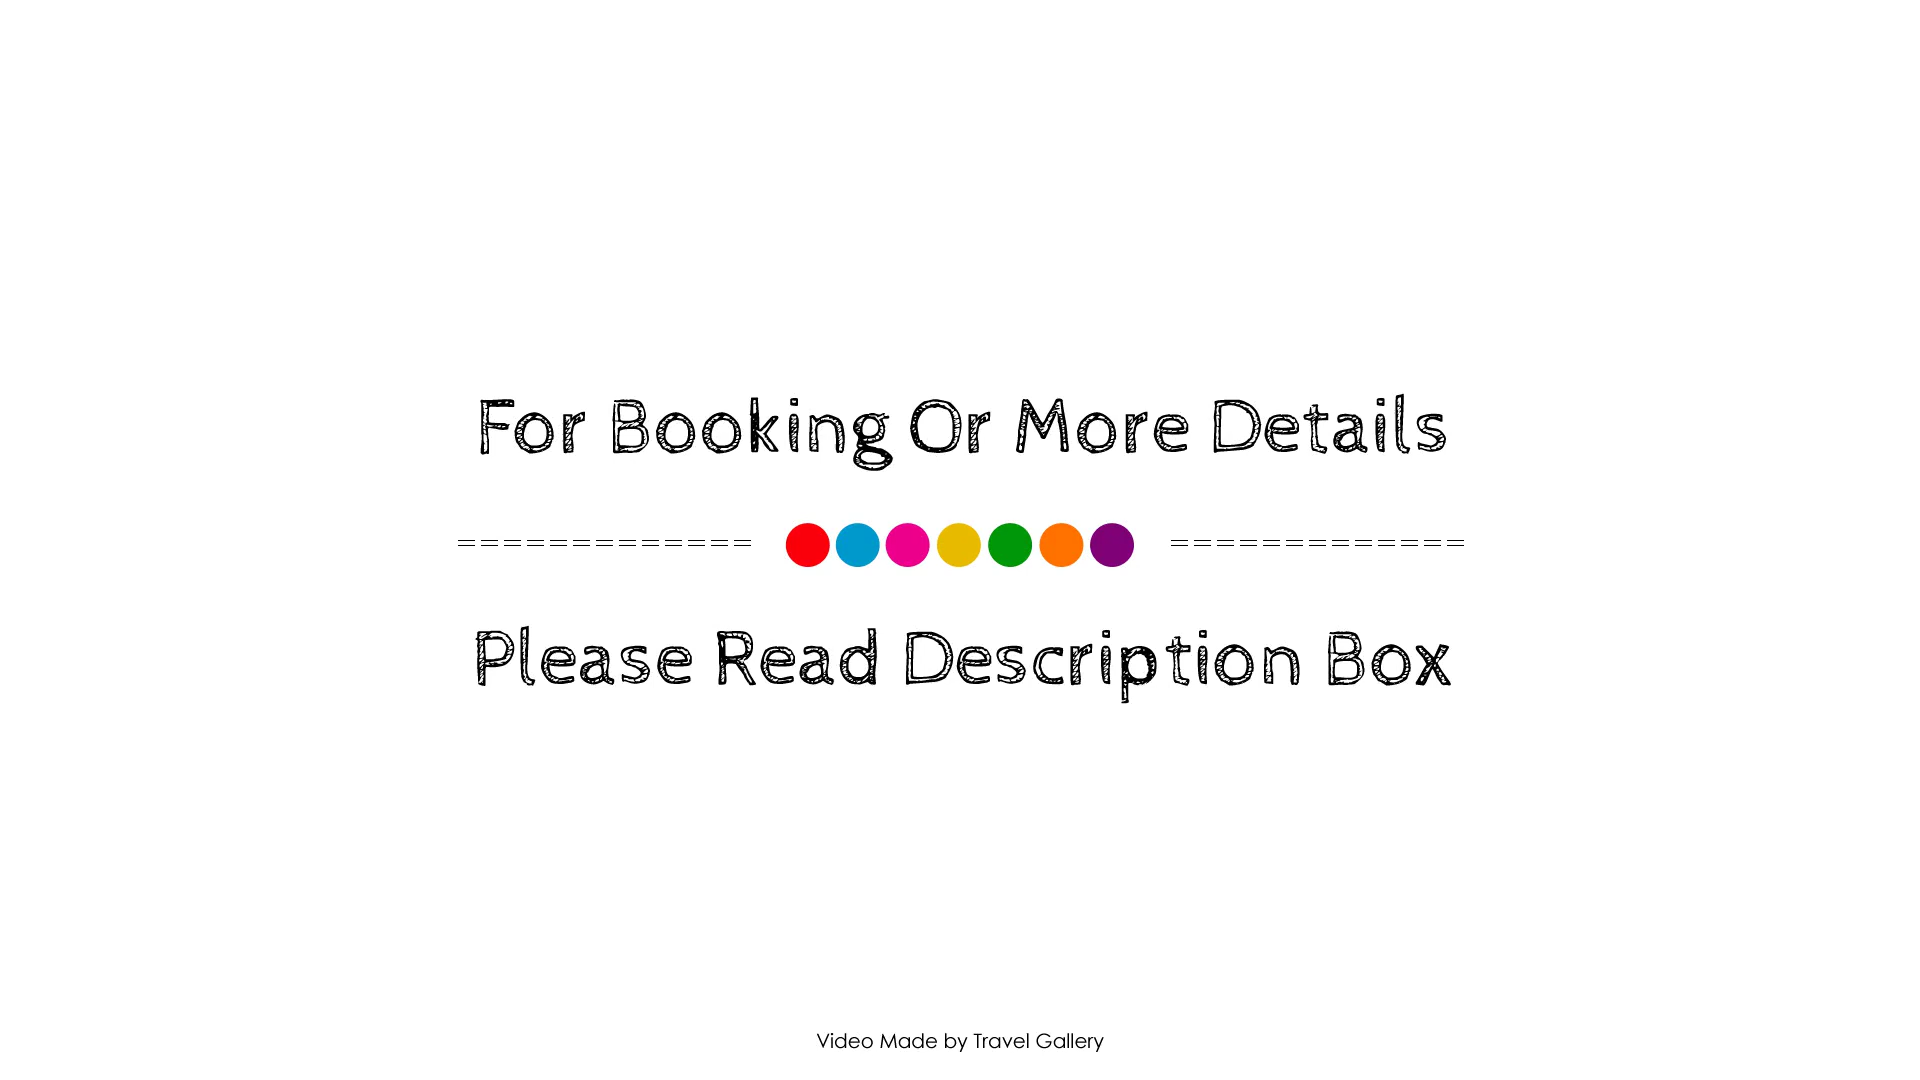 For Booking Or More Details
============= =============
Please Read Description Box
Video Made by Travel Gallery